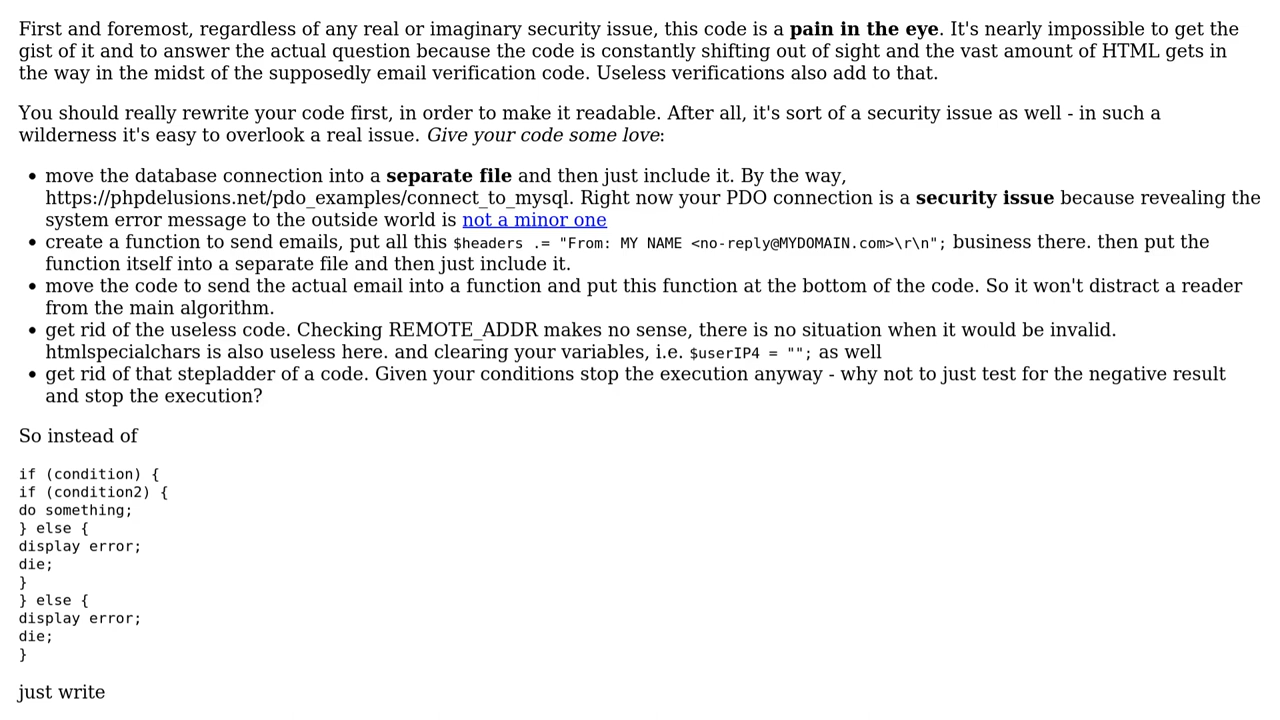 First and foremost, regardless of any real or imaginary security issue, this code is a pain in the eye. It's nearly impossible to get the
gist of it and to answer the actual question because the code is constantly shifting out of sight and the vast amount of HTML gets in
the way in the midst of the supposedly email verification code. Useless verifications also add to that.
You should really rewrite your code first, in order to make it readable. After all, it's sort of a security issue as well - in such a
wilderness it's easy to overlook a real issue. Give your code some love:
• move the database connection into a separate file and then just include it. By the way,
https://phpdelusions.net/pdo_examples/connect_to_mysql. Right now your PDO connection is a security issue because revealing the
system error message to the outside world is not a minor one
• create a function to send emails, put all this $headers .= "From: MY NAME <no-reply@MYDOMAIN.com>\r\n"; business there. then put the
function itself into a separate file and then just include it.
• move the code to send the actual email into a function and put this function at the bottom of the code. So it won't distract a reader
from the main algorithm.
• get rid of the useless code. Checking REMOTE_ADDR makes no sense, there is no situation when it would be invalid.
htmlspecialchars is also useless here. and clearing your variables, i.e. $userIP4 = ""; as well
• get rid of that stepladder of a code. Given your conditions stop the execution anyway - why not to just test for the negative result
and stop the execution?
So instead of
if (condition) {
if (condition2) {
do something;
} else {
display error;
die;
}
} else {
display error;
die;
}
just write